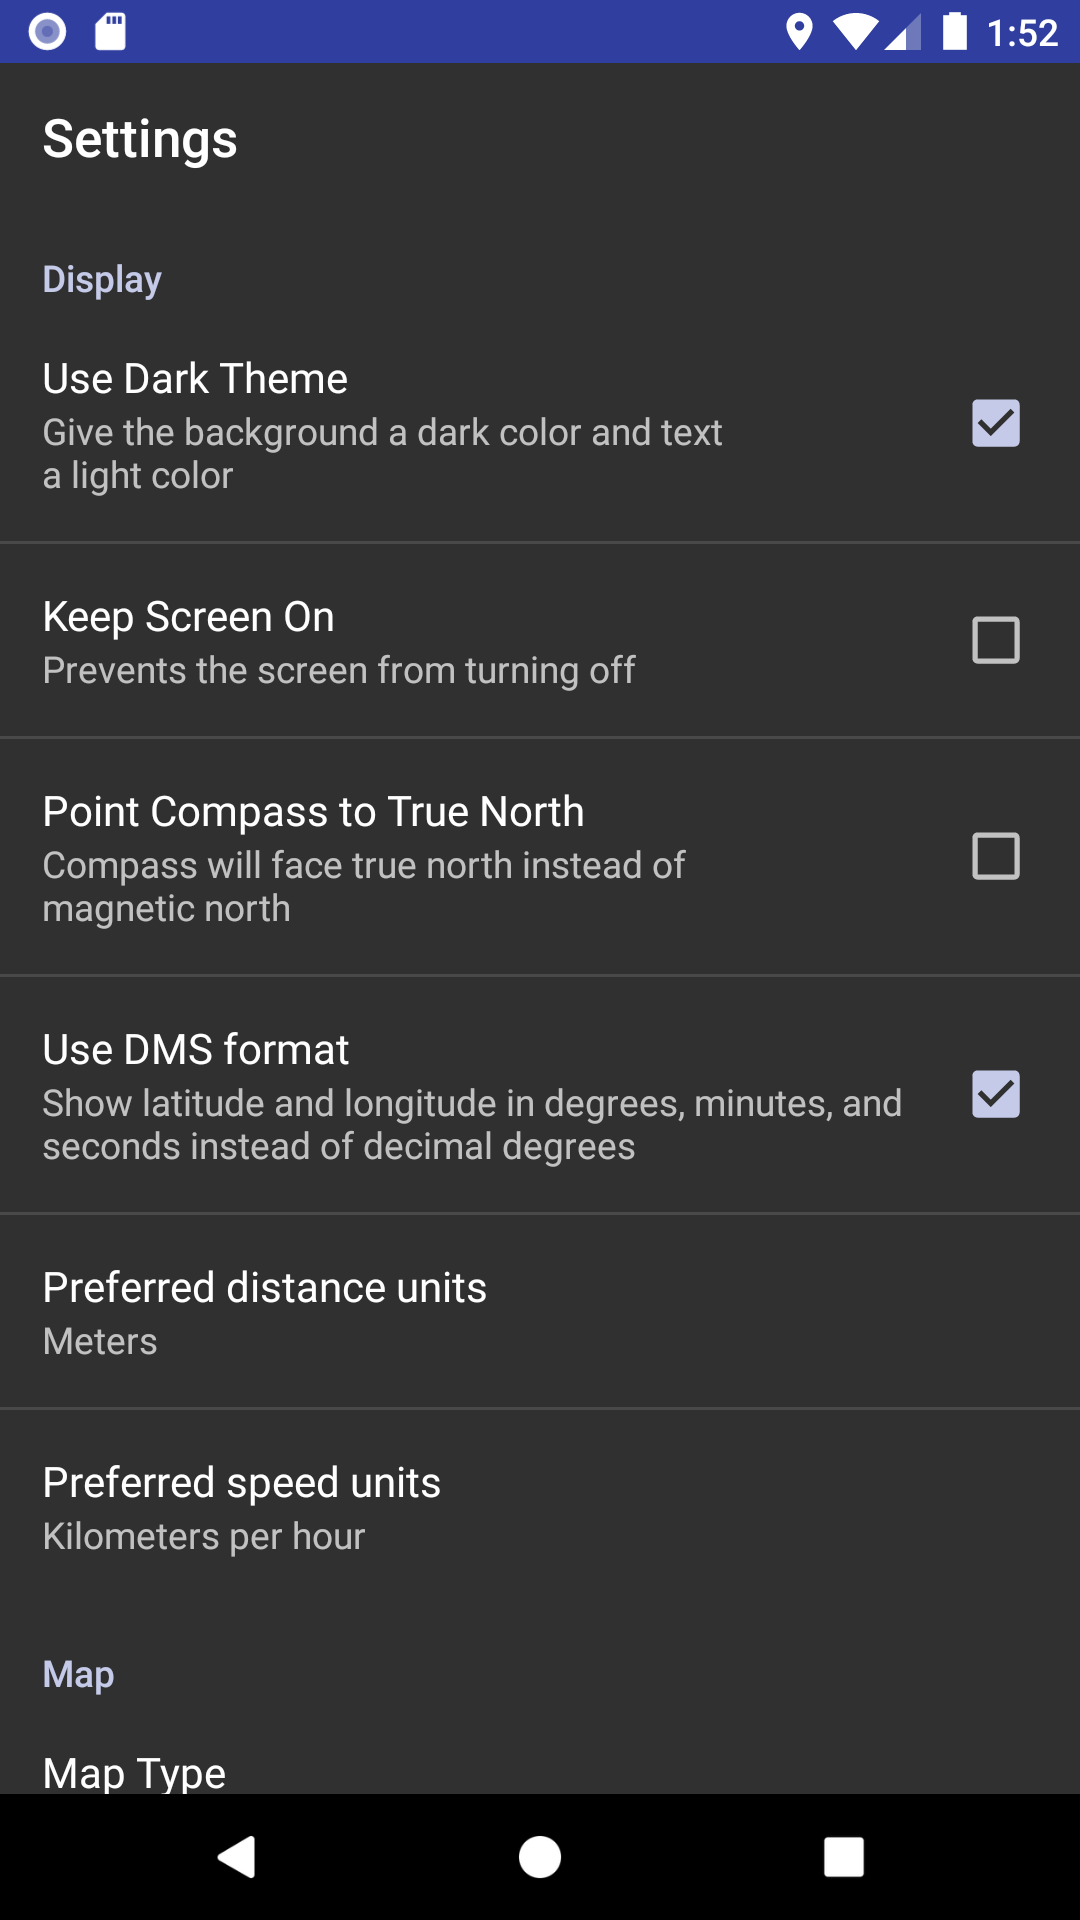 1:52
Settings
Display
Use Dark Theme
Give the background a dark color and text
a light color
Keep Screen On
Prevents the screen from turning off
Point Compass to True North
Compass will face true north instead of
magnetic north
Use DMS format
Show latitude and longitude in degrees, minutes, and
seconds instead of decimal degrees
Preferred distance units
Meters
Preferred speed units
Kilometers per hour
Map
Map Type